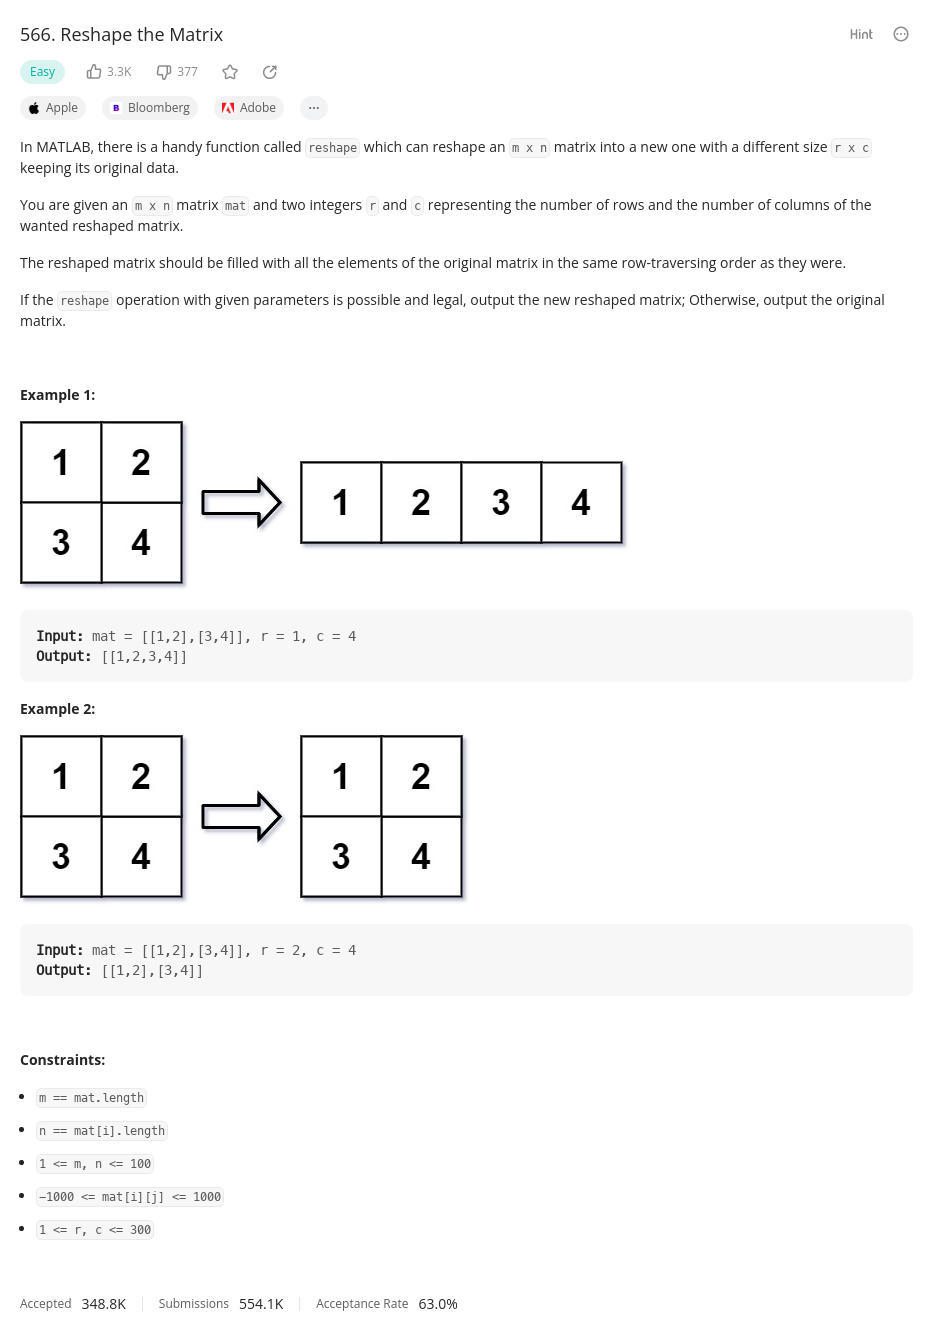 566. Reshape the Matrix
Hint
Easy 3.3K 377
Apple Bloomberg Adobe ...
In MATLAB, there is a handy function called reshape which can reshape an m x n matrix into a new one with a different size r x c
keeping its original data.
You are given an m x n matrix mat and two integers r and c representing the number of rows and the number of columns of the
wanted reshaped matrix.
The reshaped matrix should be filled with all the elements of the original matrix in the same row-traversing order as they were.
If the reshape operation with given parameters is possible and legal, output the new reshaped matrix; Otherwise, output the original
matrix.
Example 1:
1 2
3 4
1 2 3 4
Input: mat = [[1,2],[3,4]], r = 1, c = 4
Output: [[1,2,3,4]]
Example 2:
1 2
3 4
1 2
3 4
Input: mat = [[1,2],[3,4]], r = 2, c = 4
Output: [[1,2],[3,4]]
Constraints:
m == mat.length
n == mat[i].length
1 <= m, n <= 100
-1000 <= mat[i][j] <= 1000
1 <= r, c <= 300
Accepted 348.8K Submissions 554.1K Acceptance Rate 63.0%